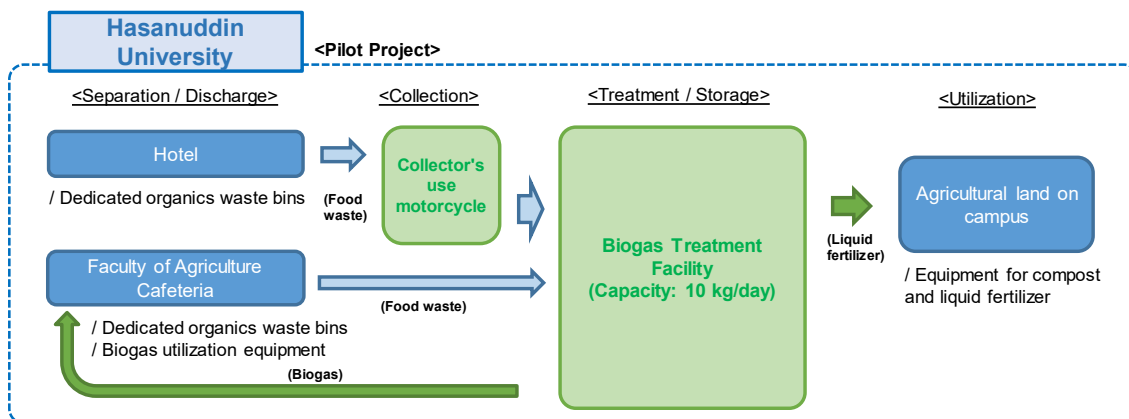 Hasanuddin
University
<Pilot Project>
<Separation / Discharge>
<Collection>
<Treatment / Storage>
<Utilization>
Hotel
/ Dedicated organics waste bins
(Food
waste)
Collector's
use
motorcycle
Faculty of Agriculture
Cafeteria
/ Dedicated organics waste bins
/ Biogas utilization equipment
(Food waste)
(Biogas)
Biogas Treatment
Facility
(Capacity: 10 kg/day)
(Liquid
fertilizer)
Agricultural land on
campus
/ Equipment for compost
and liquid fertilizer